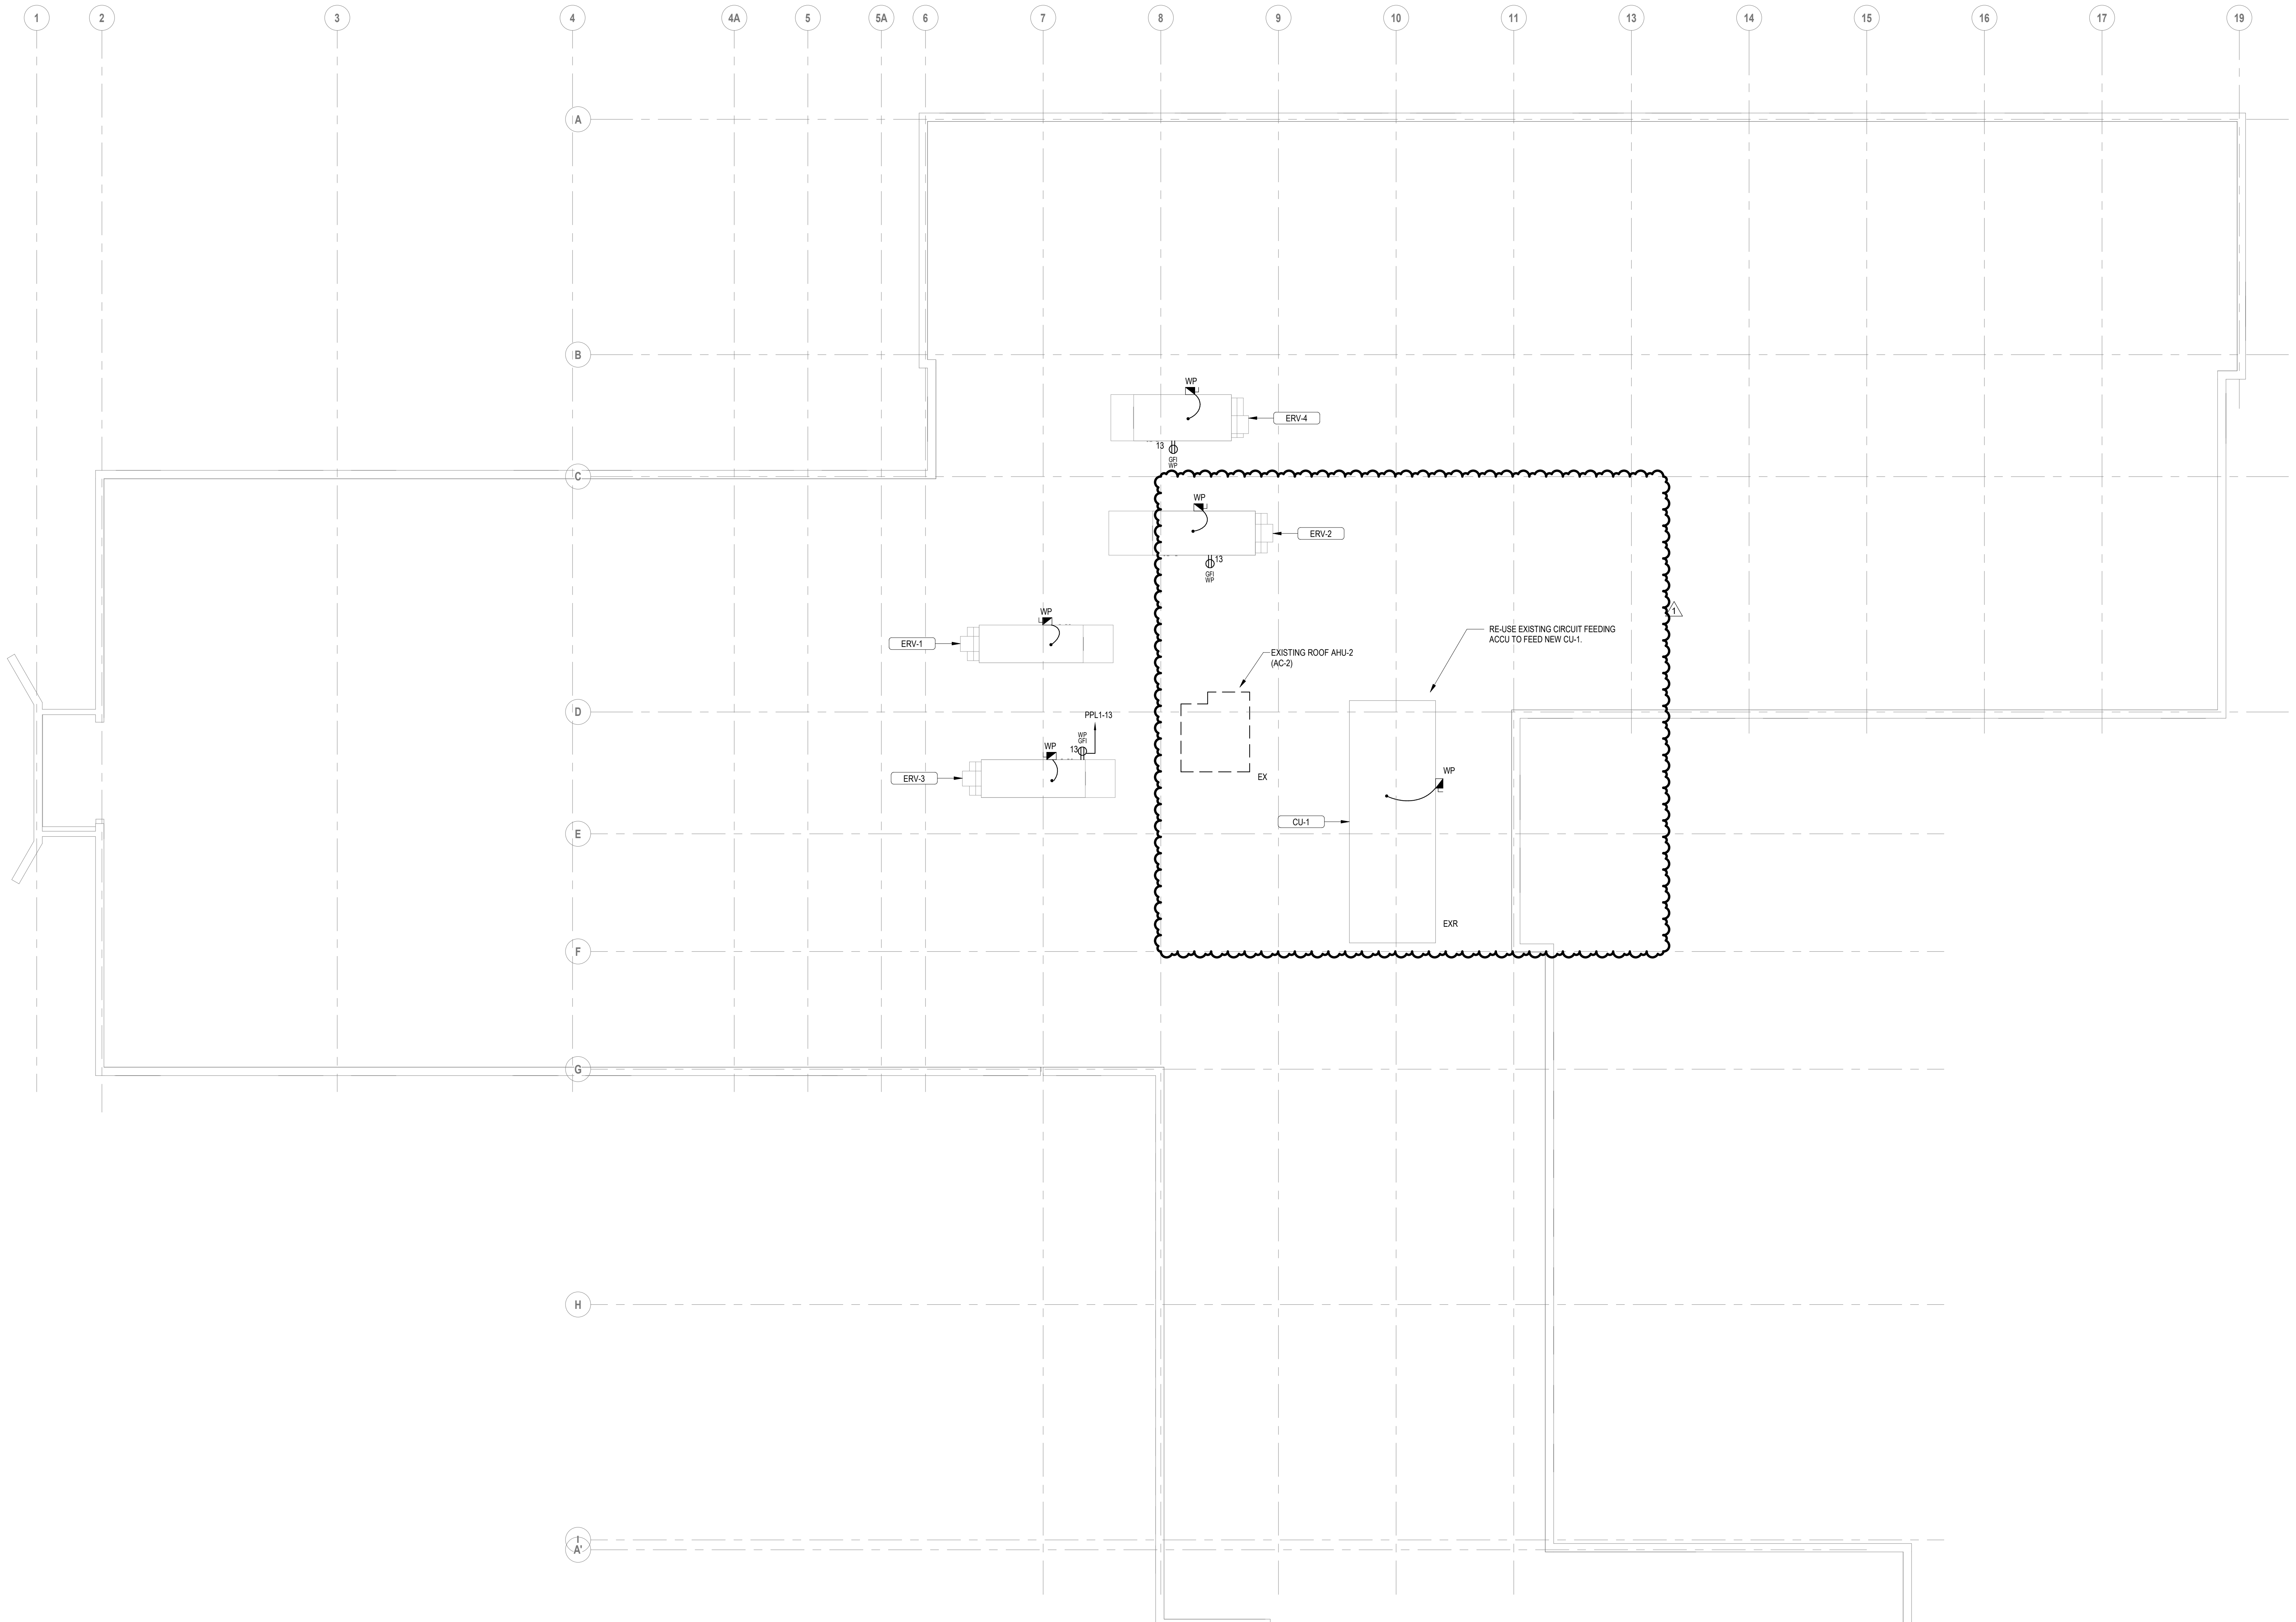 1 2 3 4 4A 5 5A 6 7 8 9 10 11 13 14 15 16 17 19
A
B
WP
ERV-4
13
GFI
WP
C
WP
ERV-2
13
GFI
WP
WP
ERV-1
1
RE-USE EXISTING CIRCUIT FEEDING
ACCU TO FEED NEW CU-1.
EXISTING ROOF AHU-2
(AC-2)
D
PPL1-13
WP
GFI
13
WP
ERV-3
EX
WP
CU-1
E
EXR
F
G
H
I
A'